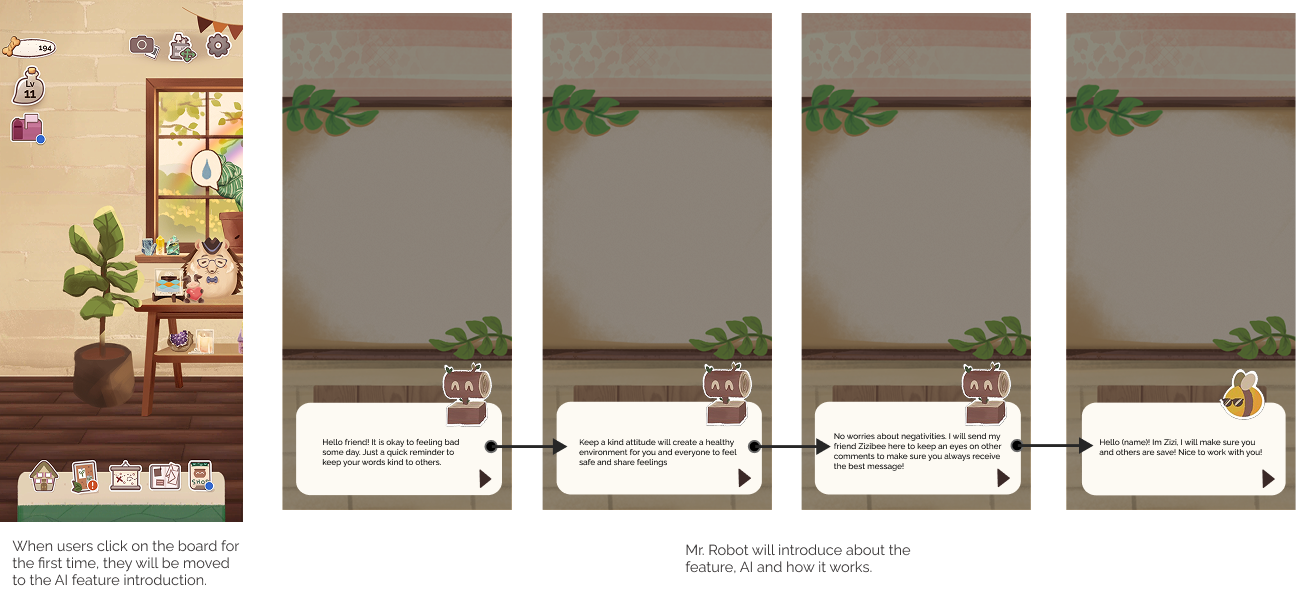 194
Lv
11
SHOP
Hello friend! It is okay to feeling bad
some day. Just a quick reminder to
keep your words kind to others.
Keep a kind attitude will create a healthy
environment for you and everyone to feel
safe and share feelings
No worries about negativities. I will send my
friend Zizibee here to keep an eyes on other
comments to make sure you always receive
the best message!
Hello (name)! Im Zizi, I will make sure you
and others are save! Nice to work with you!
When users click on the board for
the first time, they will be moved
to the AI feature introduction.
Mr. Robot will introduce about the
feature, AI and how it works.